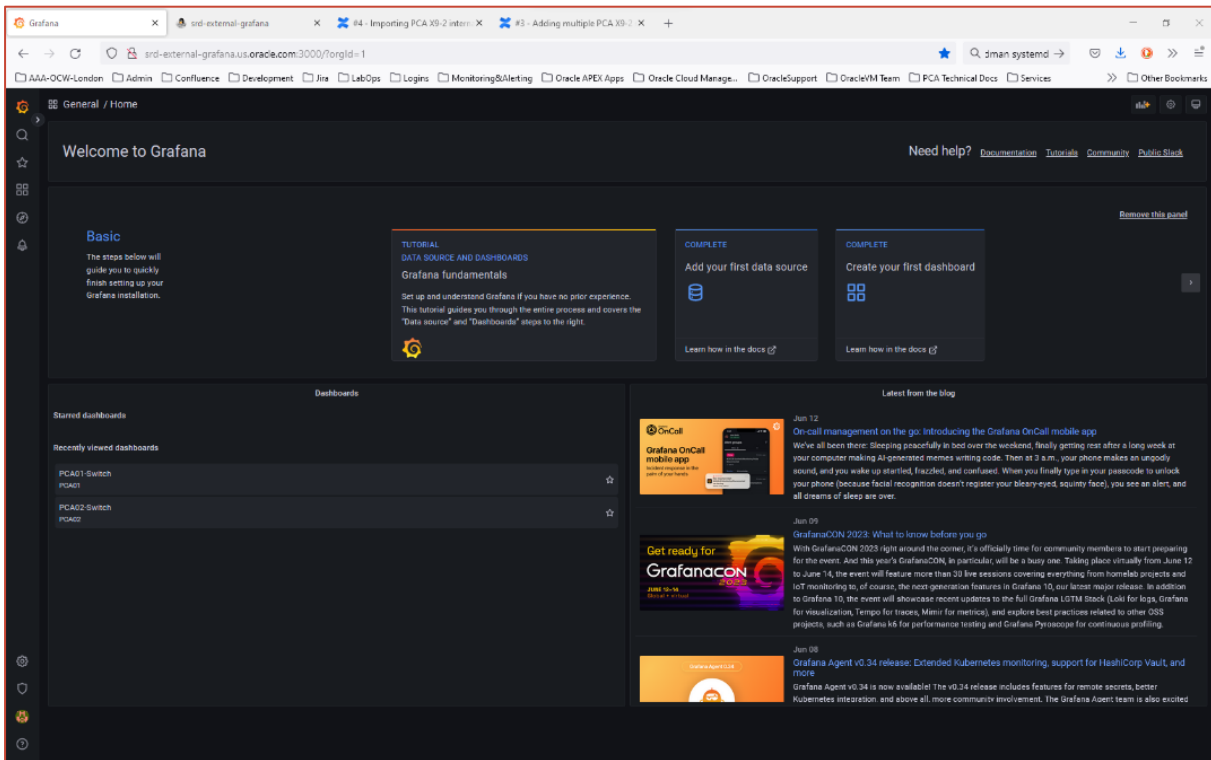 Grafana
srd-external-grafana
#4 - Importing PCA X9-2 intern
#3 - Adding multiple PCA X9-2
srd-external-grafana.us.oracle.com:3000/?orgId=1
dman systemd
AAA-OCW-London Admin Confluence Development Jira LabOps Logins Monitoring&Alerting Oracle APEX Apps Oracle Cloud Manage... OracleSupport OracleVM Team PCA Technical Docs Services Other Bookmarks
General / Home
Welcome to Grafana
Need help? Documentation Tutorials Community Public Slack
Remove this panel
Basic
The steps below will
guide you to quickly
finish setting up your
Grafana installation.
TUTORIAL
DATA SOURCE AND DASHBOARDS
Grafana fundamentals
Set up and understand Grafana if you have no prior experience.
This tutorial guides you through the entire process and covers the
"Data source" and "Dashboards" steps to the right.
COMPLETE
Add your first data source
Learn how in the docs
COMPLETE
Create your first dashboard
Learn how in the docs
Dashboards
Starred dashboards
Recently viewed dashboards
PCA01-Switch
PCA01
PCA02-Switch
PCA02
Latest from the blog
OnCall
Grafana OnCall
mobile app
Incident response in the
palm of your hands.
Jun 12
On-call management on the go: Introducing the Grafana OnCall mobile app
We've all been there: Sleeping peacefully in bed over the weekend, finally getting rest after a long week at
your computer making AI-generated memes writing code. Then at 3 a.m., your phone makes an ungodly
sound, and you wake up startled, frazzled, and confused. When you finally type in your passcode to unlock
your phone (because facial recognition doesn't register your bleary-eyed, squinty face), you see an alert, and
all dreams of sleep are over.
Get ready for
GrafanaCON
2023
JUNE 12-14
Jun 09
GrafanaCON 2023: What to know before you go
With GrafanaCON 2023 right around the corner, it's officially time for community members to start preparing
for the event. And this year's GrafanaCON, in particular, will be a busy one. Taking place virtually from June 12
to June 14, the event will feature more than 30 live sessions covering everything from homelab projects and
IoT monitoring to, of course, the next-generation features in Grafana 10, our latest major release. In addition
to Grafana 10, the event will showcase recent updates to the full Grafana LGTM Stack (Loki for logs, Grafana
for visualization, Tempo for traces, Mimir for metrics), and explore best practices related to other OSS
projects, such as Grafana k6 for performance testing and Grafana Pyroscope for continuous profiling.
Grafana Agent 0.34
Jun 08
Grafana Agent v0.34 release: Extended Kubernetes monitoring, support for HashiCorp Vault, and
more
Grafana Agent v0.34 is now available! The v0.34 release includes features for remote secrets, better
Kubernetes integration, and above all, more community involvement. The Grafana Agent team is also excited